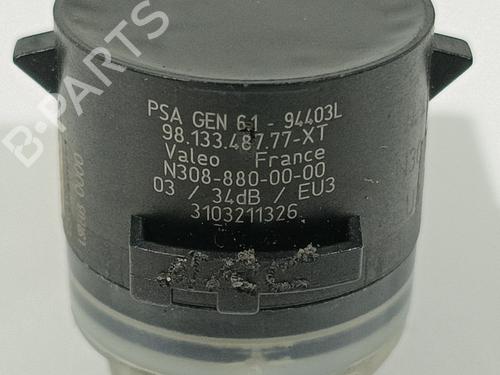 B-PARTS
PSA GEN 6.1 - 94403L
98.133.487.77-XT
Valeo France
N308-880-00-00
03 / 34dB / EU3
3103211326